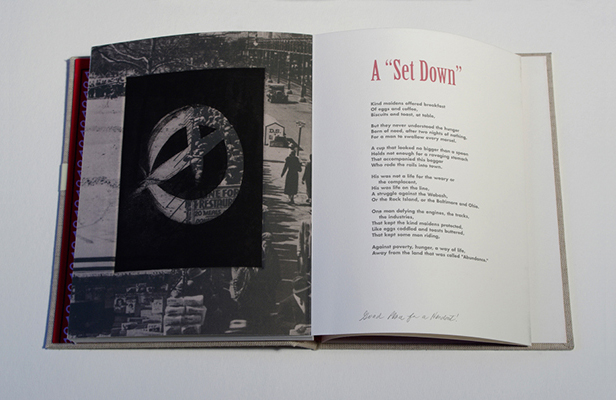 A "Set Down"
Kind maidens offered breakfast
Of eggs and coffee,
Biscuits and toast, at table,
But they never understood the hunger
Born of need, after two nights of nothing,
For a man to swallow every morsel.
A cup that looked no bigger than a spoon
Holds not enough for a ravaging stomach
That accompanied this beggar
Who rode the rails into town.
His was not a life for the weary or
the complacent.
His was life on the line,
A struggle against the Wabash,
Or the Rock Island, or the Baltimore and Ohio.
One man defying the engines, the tracks,
the industries,
That kept the kind maidens protected,
Like eggs coddled and toasts buttered,
That kept some men riding,
Against poverty, hunger, a way of life,
Away from the land that was called "Abundance."
Good for a